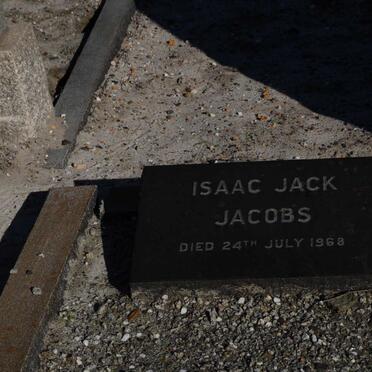 ISAAC JACK
JACOBS
DIED 24TH JULY 1968